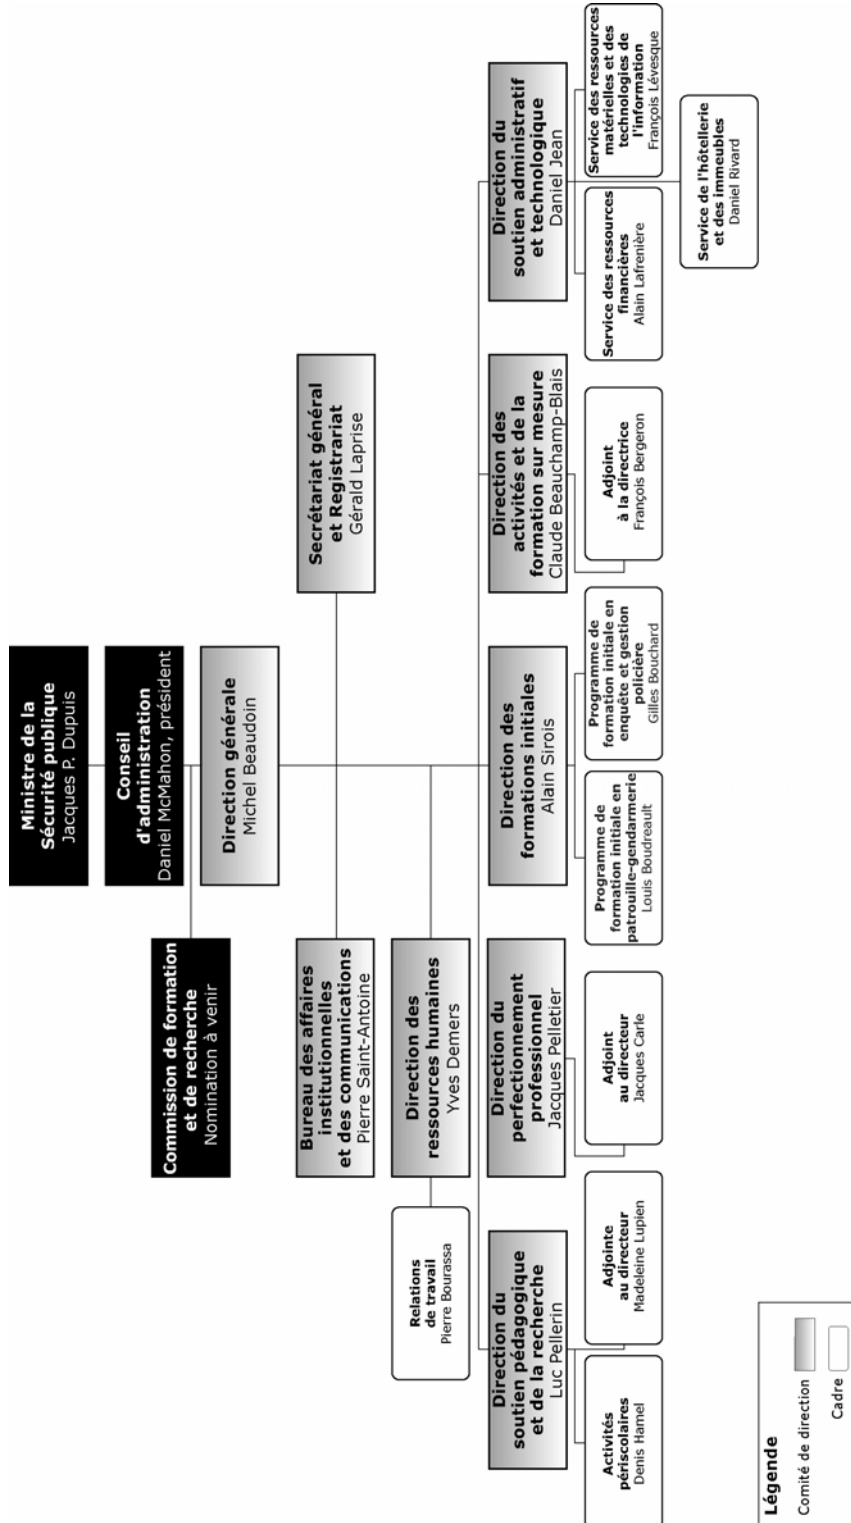 Ministre de la
Sécurité publique
Jacques P. Dupuis
Conseil
d'administration
Daniel McMahon, président
Commission de formation
et de recherche
Nomination à venir
Direction générale
Michel Beaudoin
Bureau des affaires
institutionnelles
et des communications
Pierre Saint-Antoine
Secrétariat général
et Registrariat
Gérald Laprise
Relations
de travail
Pierre Bourassa
Direction des
ressources humaines
Yves Demers
Direction du
soutien pédagogique
et de la recherche
Luc Pellerin
Direction du
perfectionnement
professionnel
Jacques Pelletier
Direction des
formations initiales
Alain Sirois
Direction des
activités et de la
formation sur mesure
Claude Beauchamp-Blais
Direction du
soutien administratif
et technologique
Daniel Jean
Activités
périscolaires
Denis Hamel
Adjointe
au directeur
Madeleine Lupien
Adjoint
au directeur
Jacques Carle
Programme de
formation initiale en
patrouille-gendarmerie
Louis Boudreault
Programme de
formation initiale en
enquête et gestion
policière
Gilles Bouchard
Adjoint
à la directrice
François Bergeron
Service des ressources
financières
Alain Lafrenière
Service des ressources
matérielles et des
technologies de
l'information
François Lévesque
Service de l'hôtellerie
et des immeubles
Daniel Rivard
Légende
Comité de direction
Cadre